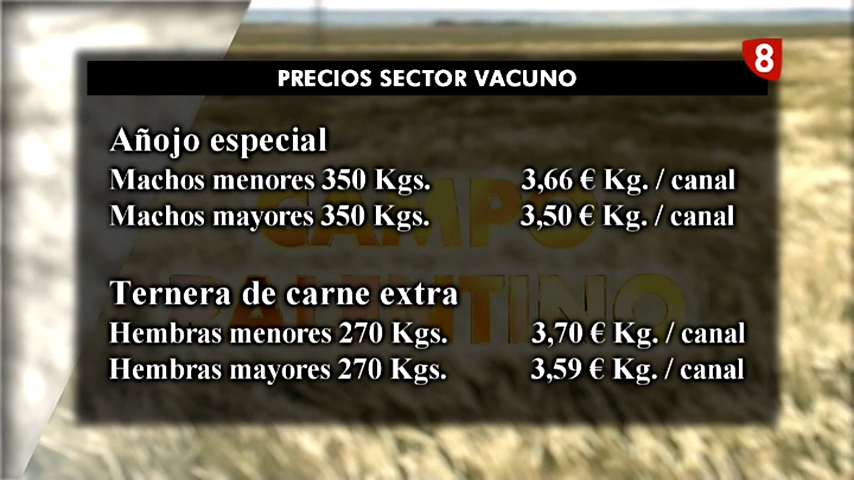 8
PRECIOS SECTOR VACUNO
Añojo especial
Machos menores 350 Kgs. 3,66 € Kg. / canal
Machos mayores 350 Kgs. 3,50 € Kg. / canal
CAMPO
PALENTINO
Ternera de carne extra
Hembras menores 270 Kgs. 3,70 € Kg. / canal
Hembras mayores 270 Kgs. 3,59 € Kg. / canal